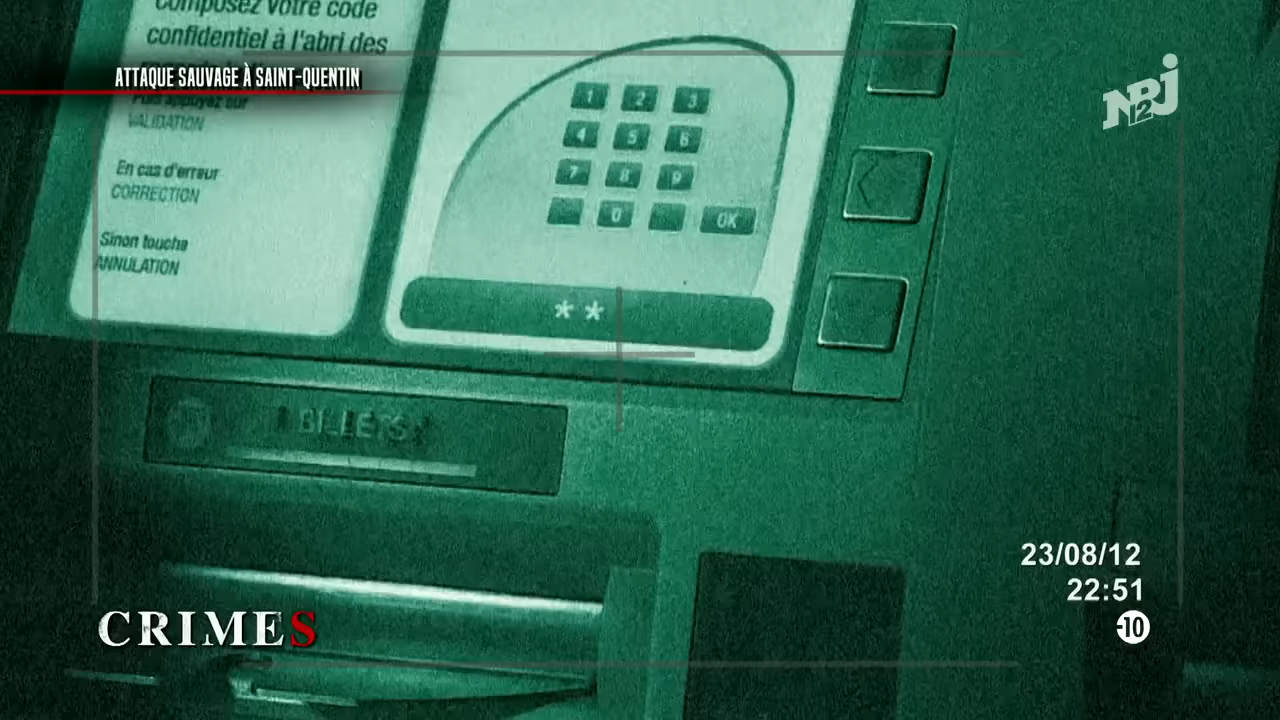 Composez votre code
confidentiel à l'abri des
ATTAQUE SAUVAGE À SAINT-QUENTIN
Puis appuyez sur
VALIDATION
En cas d'erreur
CORRECTION
Sinon touche
ANNULATION
1 2 3
4 5 6
7 8 9
0 OK
* *
NRJ
12
BILLETS
23/08/12
22:51
-10
CRIMES